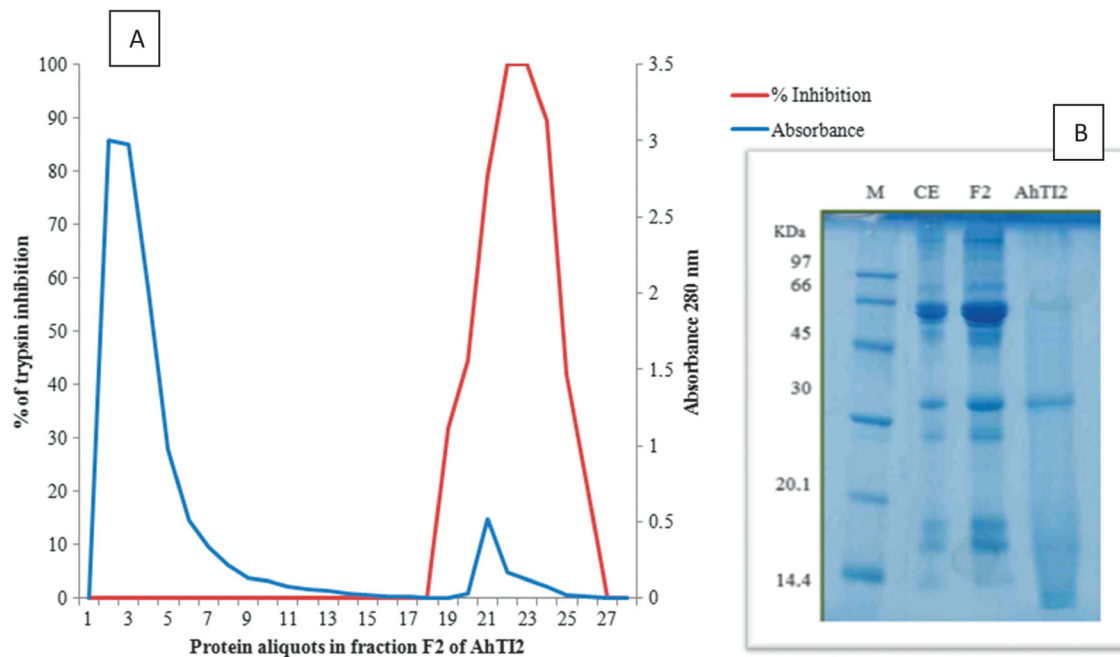 A
100
90
80
70
60
50
40
30
20
10
0
% of trypsin inhibition
1 3 5 7 9 11 13 15 17 19 21 23 25 27
Protein aliquots in fraction F2 of AhTI2
3.5
3
2.5
2
1.5
1
0.5
0
Absorbance 280 nm
% Inhibition
Absorbance
B
M CE F2 AhTI2
KDa
97
66
45
30
20.1
14.4